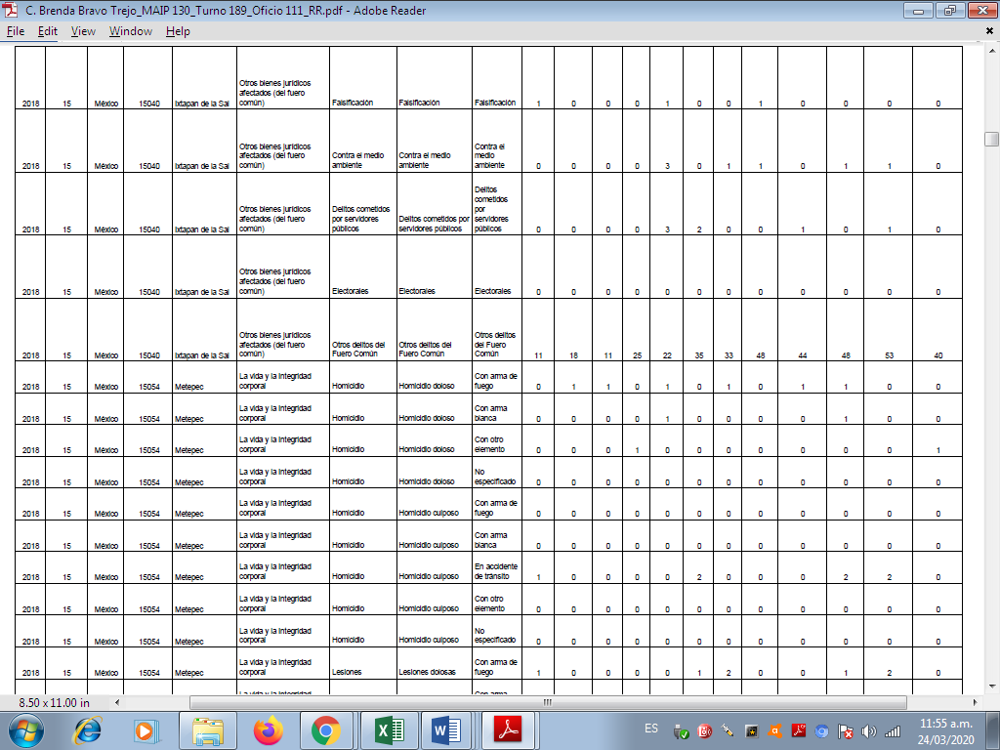 C. Brenda Bravo Trejo_MAIP 130_Turno 189_Oficio 111_RR.pdf - Adobe Reader
File Edit View Window Help
2018 15 México 15040 Ixtapan de la Sal Otros bienes jurídicos afectados (del fuero común) Falsificación Falsificación Falsificación 1 0 0 0 1 0 0 1 0 0 0 0
2018 15 México 15040 Ixtapan de la Sal Otros bienes jurídicos afectados (del fuero común) Contra el medio ambiente Contra el medio ambiente Contra el medio ambiente 0 0 0 0 3 0 1 1 0 1 1 0
2018 15 México 15040 Ixtapan de la Sal Otros bienes jurídicos afectados (del fuero común) Delitos cometidos por servidores públicos Delitos cometidos por servidores públicos Delitos cometidos por servidores públicos 0 0 0 0 3 2 0 0 1 0 1 0
2018 15 México 15040 Ixtapan de la Sal Otros bienes jurídicos afectados (del fuero común) Electorales Electorales Electorales 0 0 0 0 0 0 0 0 0 0 0 0
2018 15 México 15040 Ixtapan de la Sal Otros bienes jurídicos afectados (del fuero común) Otros delitos del Fuero Común Otros delitos del Fuero Común Otros delitos del Fuero Común 11 18 11 25 22 35 33 48 44 48 53 40
2018 15 México 15054 Metepec La vida y la Integridad corporal Homicidio Homicidio doloso Con arma de fuego 0 1 1 0 1 0 1 0 1 1 0 0
2018 15 México 15054 Metepec La vida y la Integridad corporal Homicidio Homicidio doloso Con arma blanca 0 0 0 0 1 0 0 0 0 1 0 0
2018 15 México 15054 Metepec La vida y la Integridad corporal Homicidio Homicidio doloso Con otro elemento 0 0 0 1 0 0 0 0 0 0 0 1
2018 15 México 15054 Metepec La vida y la Integridad corporal Homicidio Homicidio doloso No especificado 0 0 0 0 0 0 0 0 0 0 0 0
2018 15 México 15054 Metepec La vida y la Integridad corporal Homicidio Homicidio culposo Con arma de fuego 0 0 0 0 0 0 0 0 0 0 0 0
2018 15 México 15054 Metepec La vida y la Integridad corporal Homicidio Homicidio culposo Con arma blanca 0 0 0 0 0 0 0 0 0 0 0 0
2018 15 México 15054 Metepec La vida y la Integridad corporal Homicidio Homicidio culposo En accidente de tránsito 1 0 0 0 0 2 0 0 0 2 2 0
2018 15 México 15054 Metepec La vida y la Integridad corporal Homicidio Homicidio culposo Con otro elemento 0 0 0 0 0 0 0 0 0 0 0 0
2018 15 México 15054 Metepec La vida y la Integridad corporal Homicidio Homicidio culposo No especificado 0 0 0 0 0 0 0 0 0 0 0 0
2018 15 México 15054 Metepec La vida y la Integridad corporal Lesiones Lesiones dolosas Con arma de fuego 1 0 0 0 0 1 2 0 0 1 2 0
La vida y la Integridad Con arma
8.50 x 11.00 in
ES 11:55 a.m.
24/03/2020